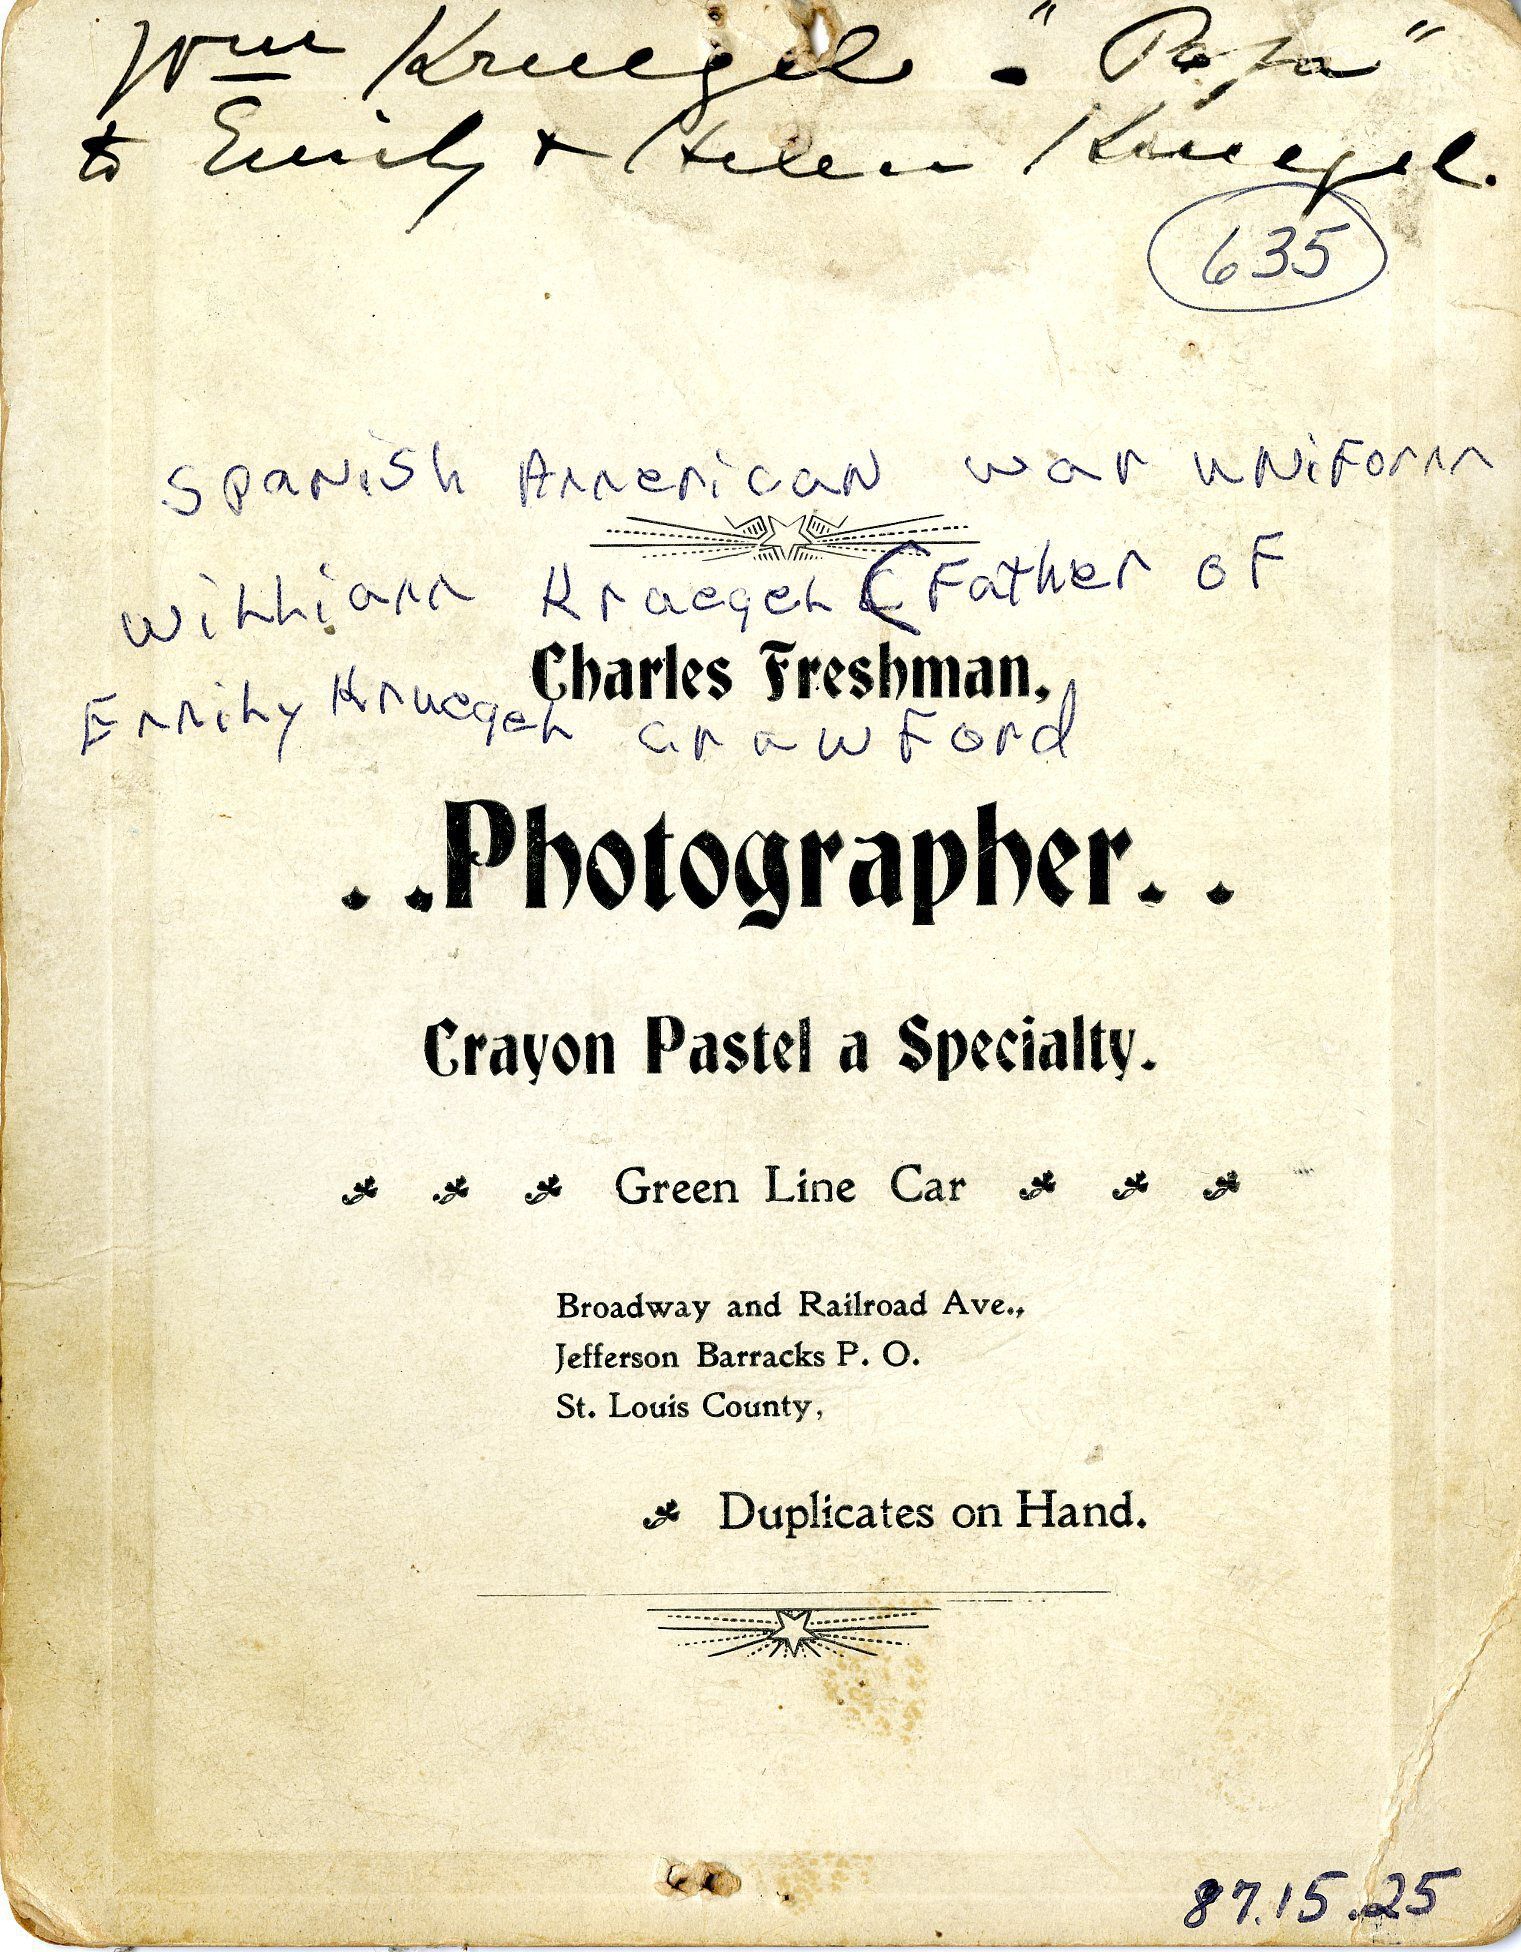 Wm Kruegel. "Papa"
to Emily + Helen Kruegel.
635
Spanish American war uniform
William Kruegel (Father of
Emily Kruegel Crawford
Charles Freshman,
. . Photographer. .
Crayon Pastel a Specialty.
Green Line Car
Broadway and Railroad Ave.,
Jefferson Barracks P. O.
St. Louis County,
Duplicates on Hand.
87.15.25